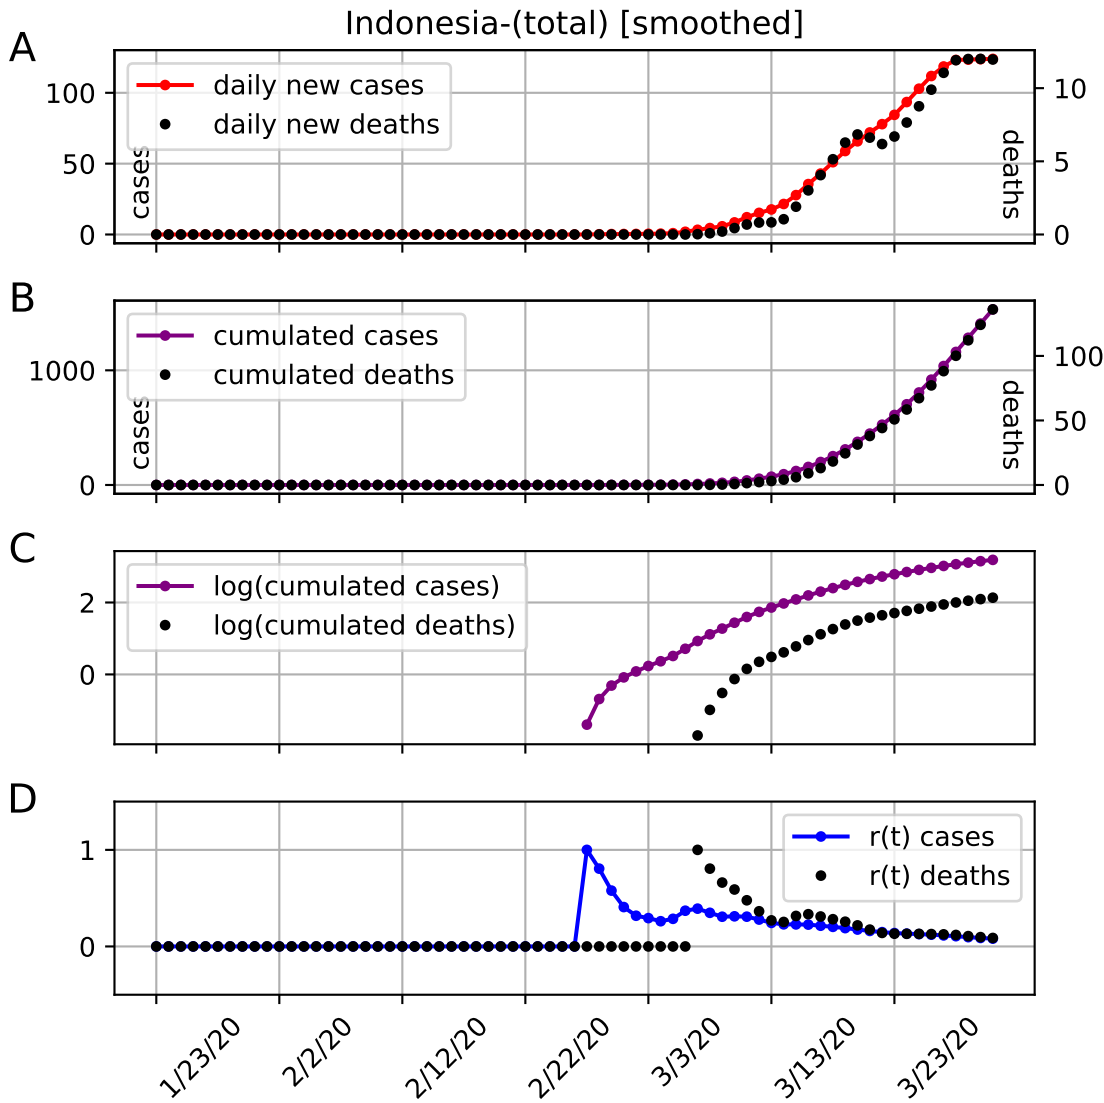 Indonesia-(total) [smoothed]
A
daily new cases
daily new deaths
100
50
0
cases
10
5
0
deaths
B
cumulated cases
cumulated deaths
1000
0
cases
100
50
0
deaths
C
log(cumulated cases)
log(cumulated deaths)
2
0
D
r(t) cases
r(t) deaths
1
0
1/23/20
2/2/20
2/12/20
2/22/20
3/3/20
3/13/20
3/23/20